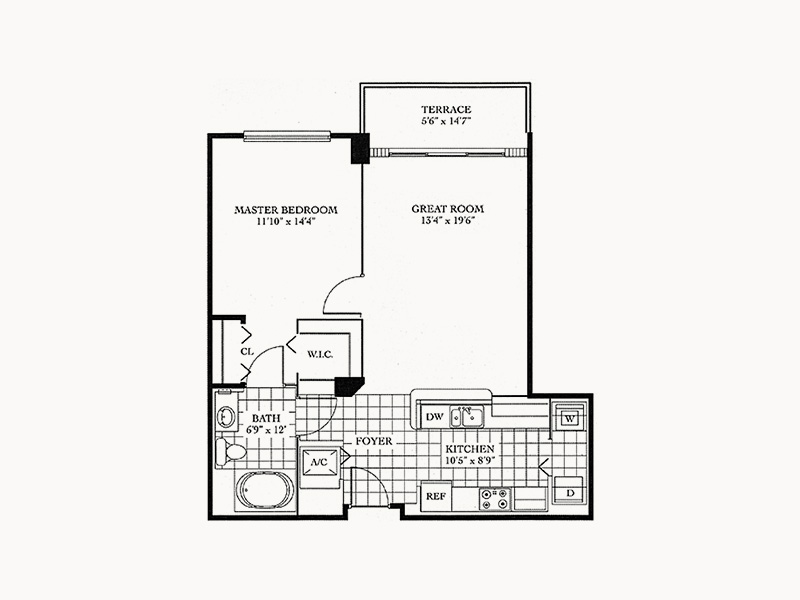 TERRACE
5'6" x 14'7"
MASTER BEDROOM
11'10" x 14'4"
GREAT ROOM
13'4" x 19'6"
CL
W.I.C.
BATH
6'9" x 12'
DW
W
FOYER
KITCHEN
10'5" x 8'9"
A/C
REF
D